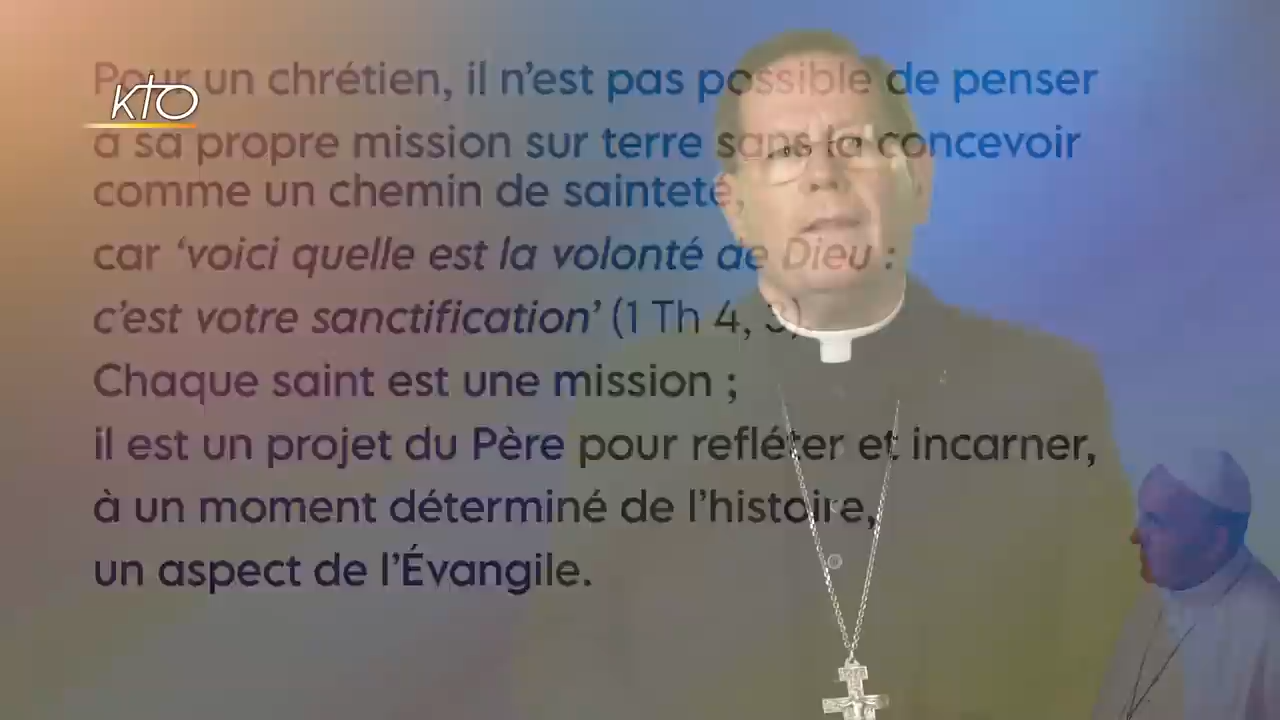 KTO
Pour un chrétien, il n’est pas possible de penser
à sa propre mission sur terre sans la concevoir
comme un chemin de sainteté,
car ‘voici quelle est la volonté de Dieu :
c’est votre sanctification’ (1 Th 4, 3)
Chaque saint est une mission ;
il est un projet du Père pour refléter et incarner,
à un moment déterminé de l’histoire,
un aspect de l’Évangile.